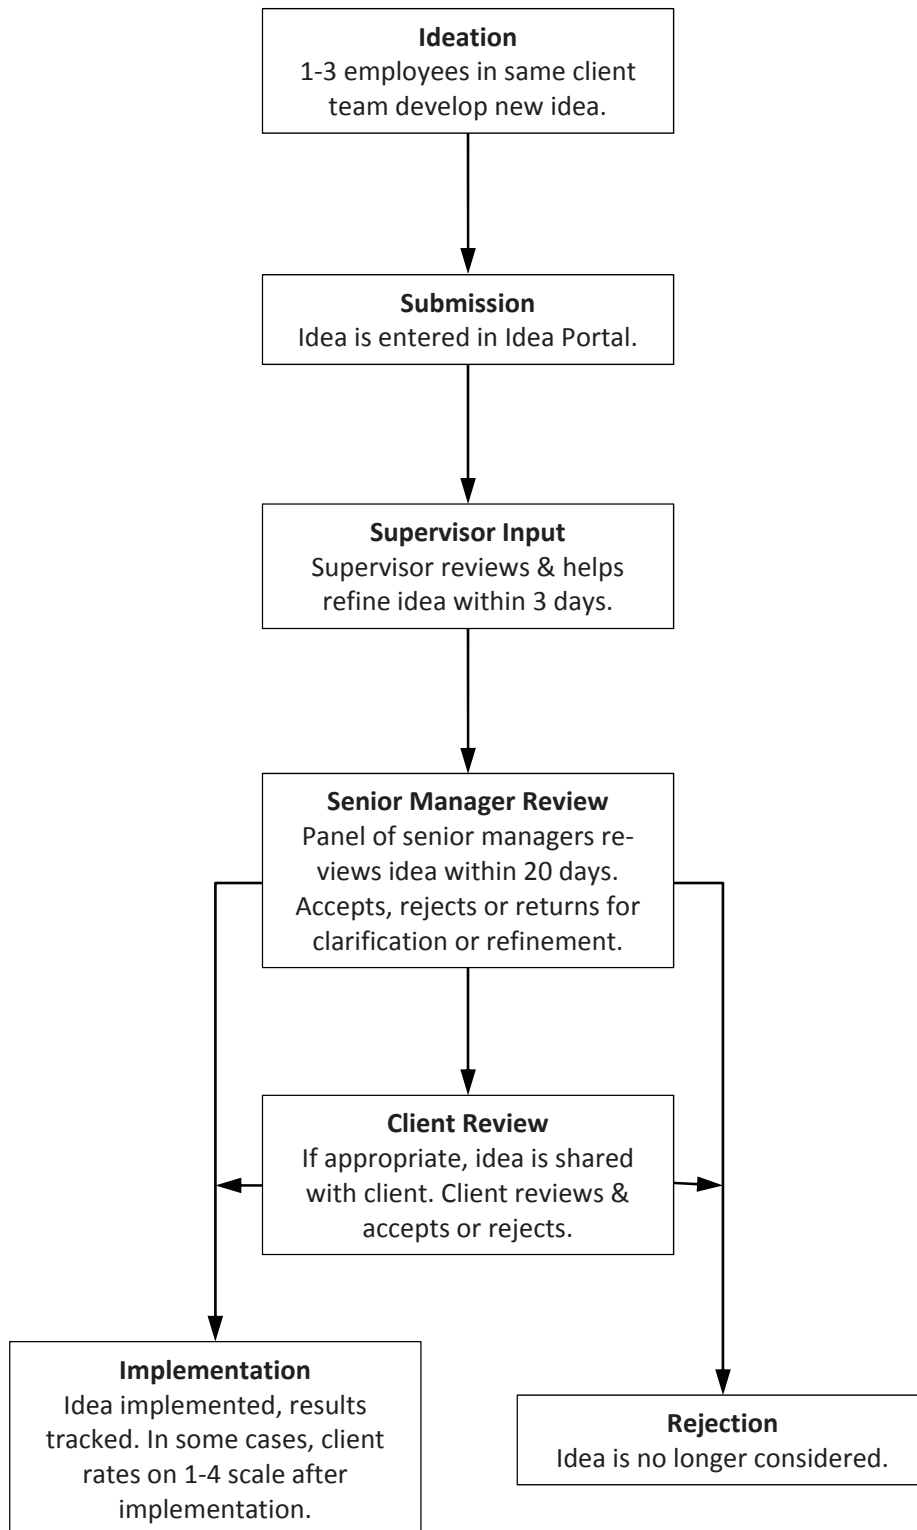 Ideation
1-3 employees in same client
team develop new idea.
Submission
Idea is entered in Idea Portal.
Supervisor Input
Supervisor reviews & helps
refine idea within 3 days.
Senior Manager Review
Panel of senior managers re-
views idea within 20 days.
Accepts, rejects or returns for
clarification or refinement.
Client Review
If appropriate, idea is shared
with client. Client reviews &
accepts or rejects.
Implementation
Idea implemented, results
tracked. In some cases, client
rates on 1-4 scale after
implementation.
Rejection
Idea is no longer considered.